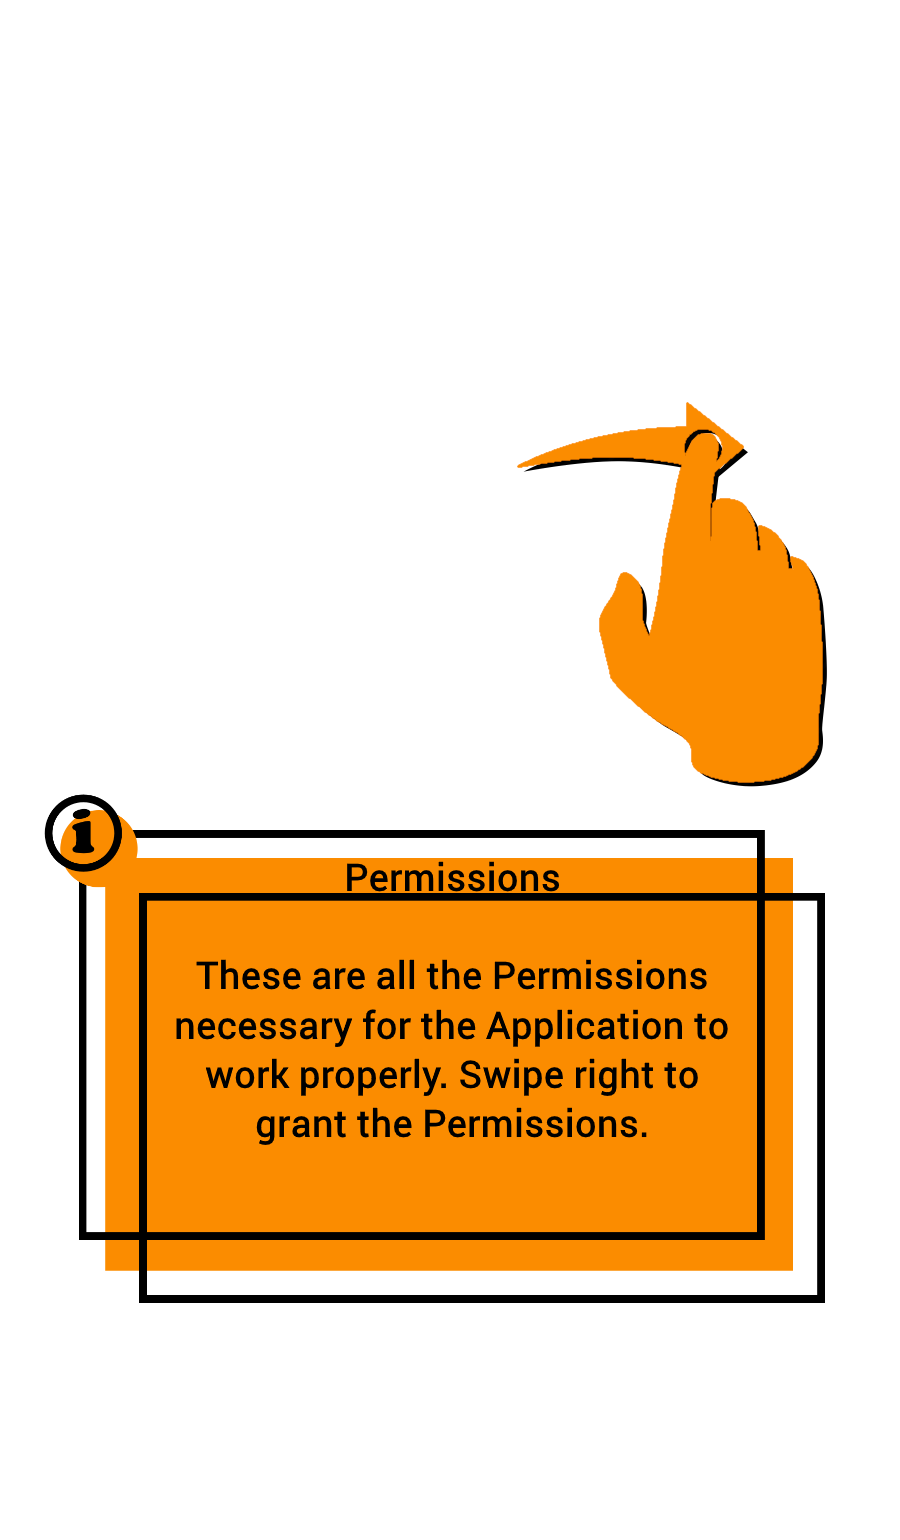 i
Permissions
These are all the Permissions
necessary for the Application to
work properly. Swipe right to
grant the Permissions.